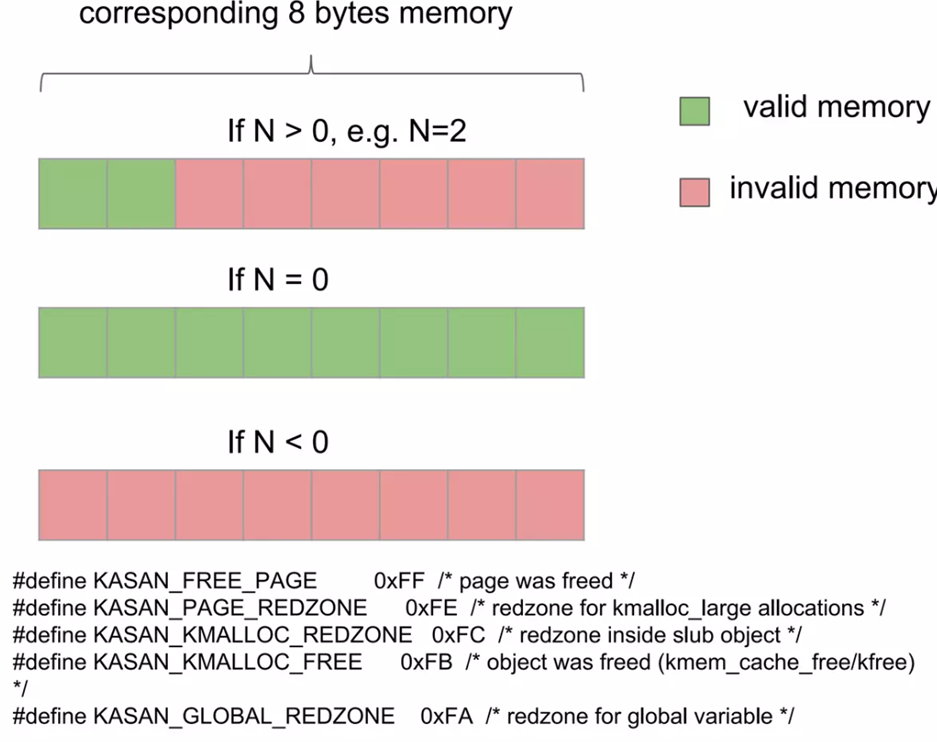 corresponding 8 bytes memory
valid memory
If N > 0, e.g. N=2
invalid memory
If N = 0
If N < 0
#define KASAN_FREE_PAGE 0xFF /* page was freed */
#define KASAN_PAGE_REDZONE 0xFE /* redzone for kmalloc_large allocations */
#define KASAN_KMALLOC_REDZONE 0xFC /* redzone inside slub object */
#define KASAN_KMALLOC_FREE 0xFB /* object was freed (kmem_cache_free/kfree)
*/
#define KASAN_GLOBAL_REDZONE 0xFA /* redzone for global variable */